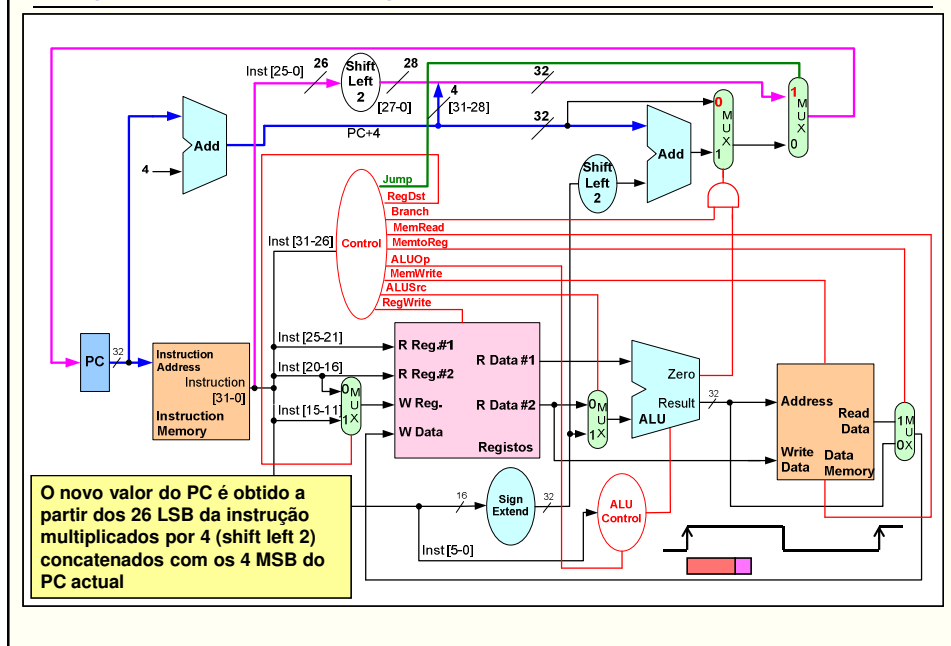 Inst [25-0]
26
Shift
Left
2
28
[27-0]
4
[31-28]
32
32
PC+4
Add
4
0
M
U
X
1
1
M
U
X
0
Add
Shift
Left
2
Jump
RegDst
Branch
MemRead
MemtoReg
ALUOp
MemWrite
ALUSrc
RegWrite
Control
Inst [31-26]
PC
32
Instruction
Address
Instruction
[31-0]
Instruction
Memory
Inst [25-21]
Inst [20-16]
Inst [15-11]
0
M
U
X
1
R Reg.#1
R Reg.#2
W Reg.
W Data
R Data #1
R Data #2
Registos
0
M
U
X
1
Zero
Result
ALU
32
Address
Read
Data
Write
Data
Data
Memory
1
M
U
X
0
16
Sign
Extend
32
ALU
Control
Inst [5-0]
O novo valor do PC é obtido a
partir dos 26 LSB da instrução
multiplicados por 4 (shift left 2)
concatenados com os 4 MSB do
PC actual